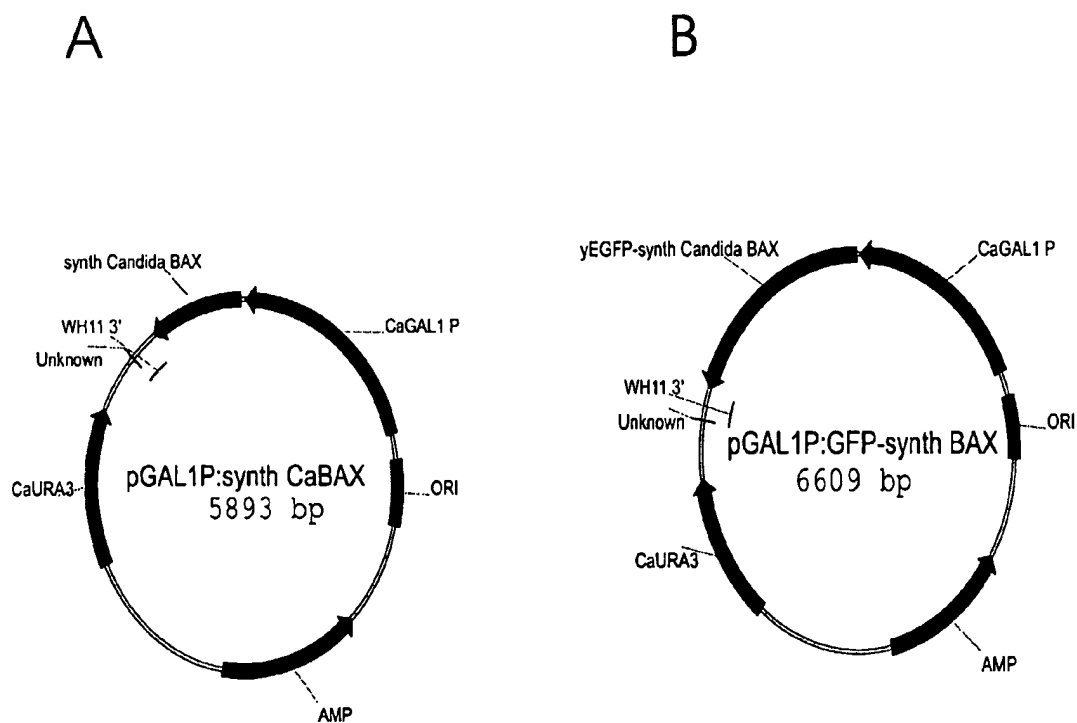 A
synth Candida BAX
WH11 3'
Unknown
CaGAL1 P
CaURA3
pGAL1P:synth CaBAX
5893 bp
ORI
AMP
B
yEGFP-synth Candida BAX
CaGAL1 P
WH11 3'
Unknown
pGAL1P:GFP-synth BAX
6609 bp
ORI
CaURA3
AMP